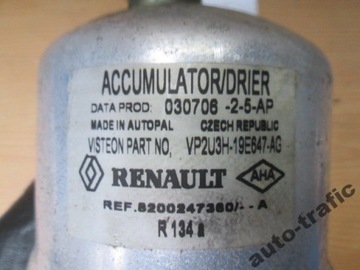 ACCUMULATOR/DRIER
DATA PROD: 030706 -2-5-AP
MADE IN AUTOPAL CZECH REPUBLIC
VISTEON PART NO, VP2U3H-19E647-AG
RENAULT AHA
REF.8200247360/-- A
R 134 a
auto-trafic